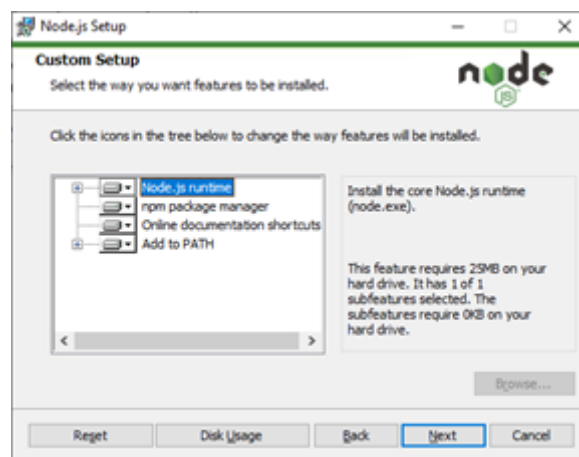 Node.js Setup
Custom Setup
Select the way you want features to be installed.
node
JS
Click the icons in the tree below to change the way features will be installed.
Node.js runtime
npm package manager
Online documentation shortcuts
Add to PATH
Install the core Node.js runtime
(node.exe).
This feature requires 25MB on your
hard drive. It has 1 of 1
subfeatures selected. The
subfeatures require 0KB on your
hard drive.
Browse...
Reset
Disk Usage
Back
Next
Cancel